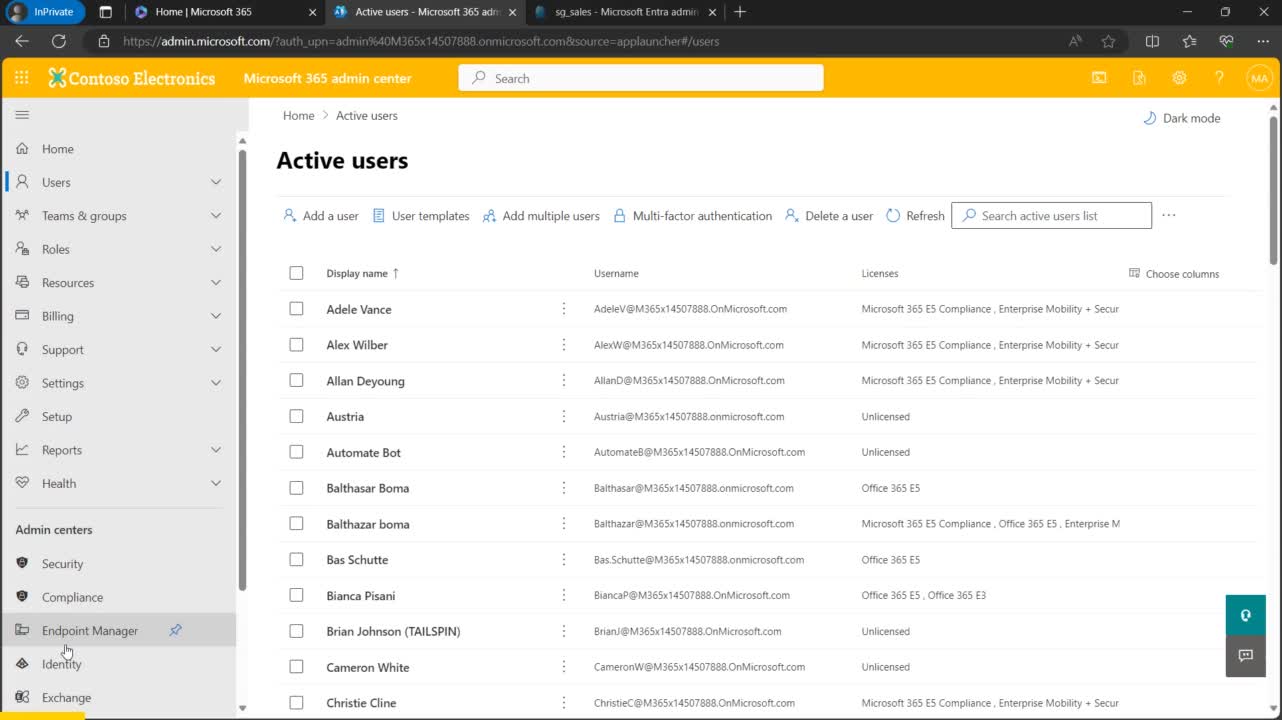 InPrivate
Home | Microsoft 365
Active users - Microsoft 365 adm
sg_sales - Microsoft Entra admin
https://admin.microsoft.com/?auth_upn=admin%40M365x14507888.onmicrosoft.com&source=applauncher#/users
Contoso Electronics
Microsoft 365 admin center
Search
MA
Home > Active users
Dark mode
Active users
Add a user
User templates
Add multiple users
Multi-factor authentication
Delete a user
Refresh
Search active users list
Home
Users
Teams & groups
Roles
Resources
Billing
Support
Settings
Setup
Reports
Health
Admin centers
Security
Compliance
Endpoint Manager
Identity
Exchange
Display name ↑ Username Licenses Choose columns
Adele Vance AdeleV@M365x14507888.OnMicrosoft.com Microsoft 365 E5 Compliance , Enterprise Mobility + Secur
Alex Wilber AlexW@M365x14507888.OnMicrosoft.com Microsoft 365 E5 Compliance , Enterprise Mobility + Secur
Allan Deyoung AllanD@M365x14507888.OnMicrosoft.com Microsoft 365 E5 Compliance , Enterprise Mobility + Secur
Austria Austria@M365x14507888.onmicrosoft.com Unlicensed
Automate Bot AutomateB@M365x14507888.OnMicrosoft.com Unlicensed
Balthasar Boma Balthasar@M365x14507888.onmicrosoft.com Office 365 E5
Balthazar boma Balthazar@M365x14507888.onmicrosoft.com Microsoft 365 E5 Compliance , Office 365 E5 , Enterprise M
Bas Schutte Bas.Schutte@M365x14507888.onmicrosoft.com Office 365 E5
Bianca Pisani BiancaP@M365x14507888.OnMicrosoft.com Office 365 E5 , Office 365 E3
Brian Johnson (TAILSPIN) BrianJ@M365x14507888.OnMicrosoft.com Unlicensed
Cameron White CameronW@M365x14507888.OnMicrosoft.com Unlicensed
Christie Cline ChristieC@M365x14507888.OnMicrosoft.com Microsoft 365 E5 Compliance , Enterprise Mobility + Secur